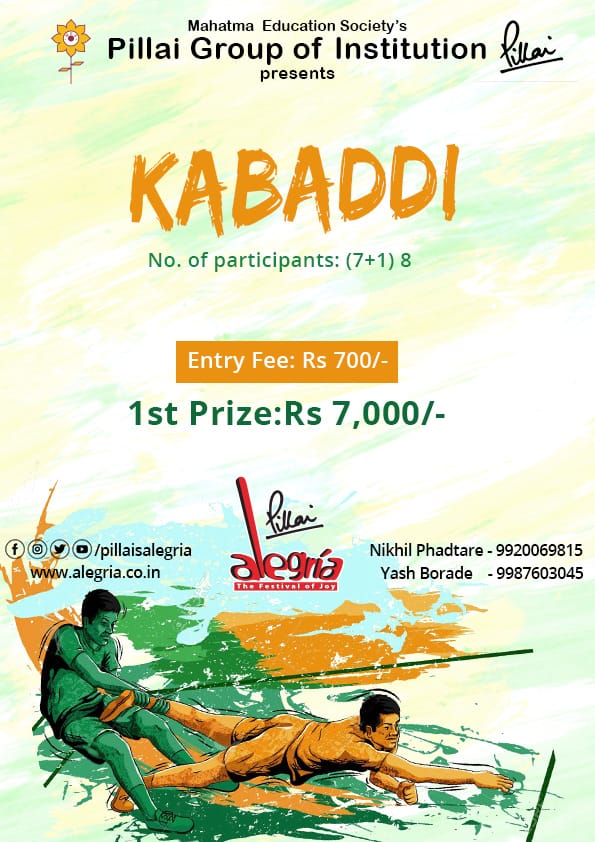 Mahatma Education Society's
Pillai Group of Institution
Pillai
presents
KABADDI
No. of participants: (7+1) 8
Entry Fee: Rs 700/-
1st Prize:Rs 7,000/-
Pillai
alegria
The Festival of Joy
/pillaisalegria
www.alegria.co.in
Nikhil Phadtare - 9920069815
Yash Borade - 9987603045